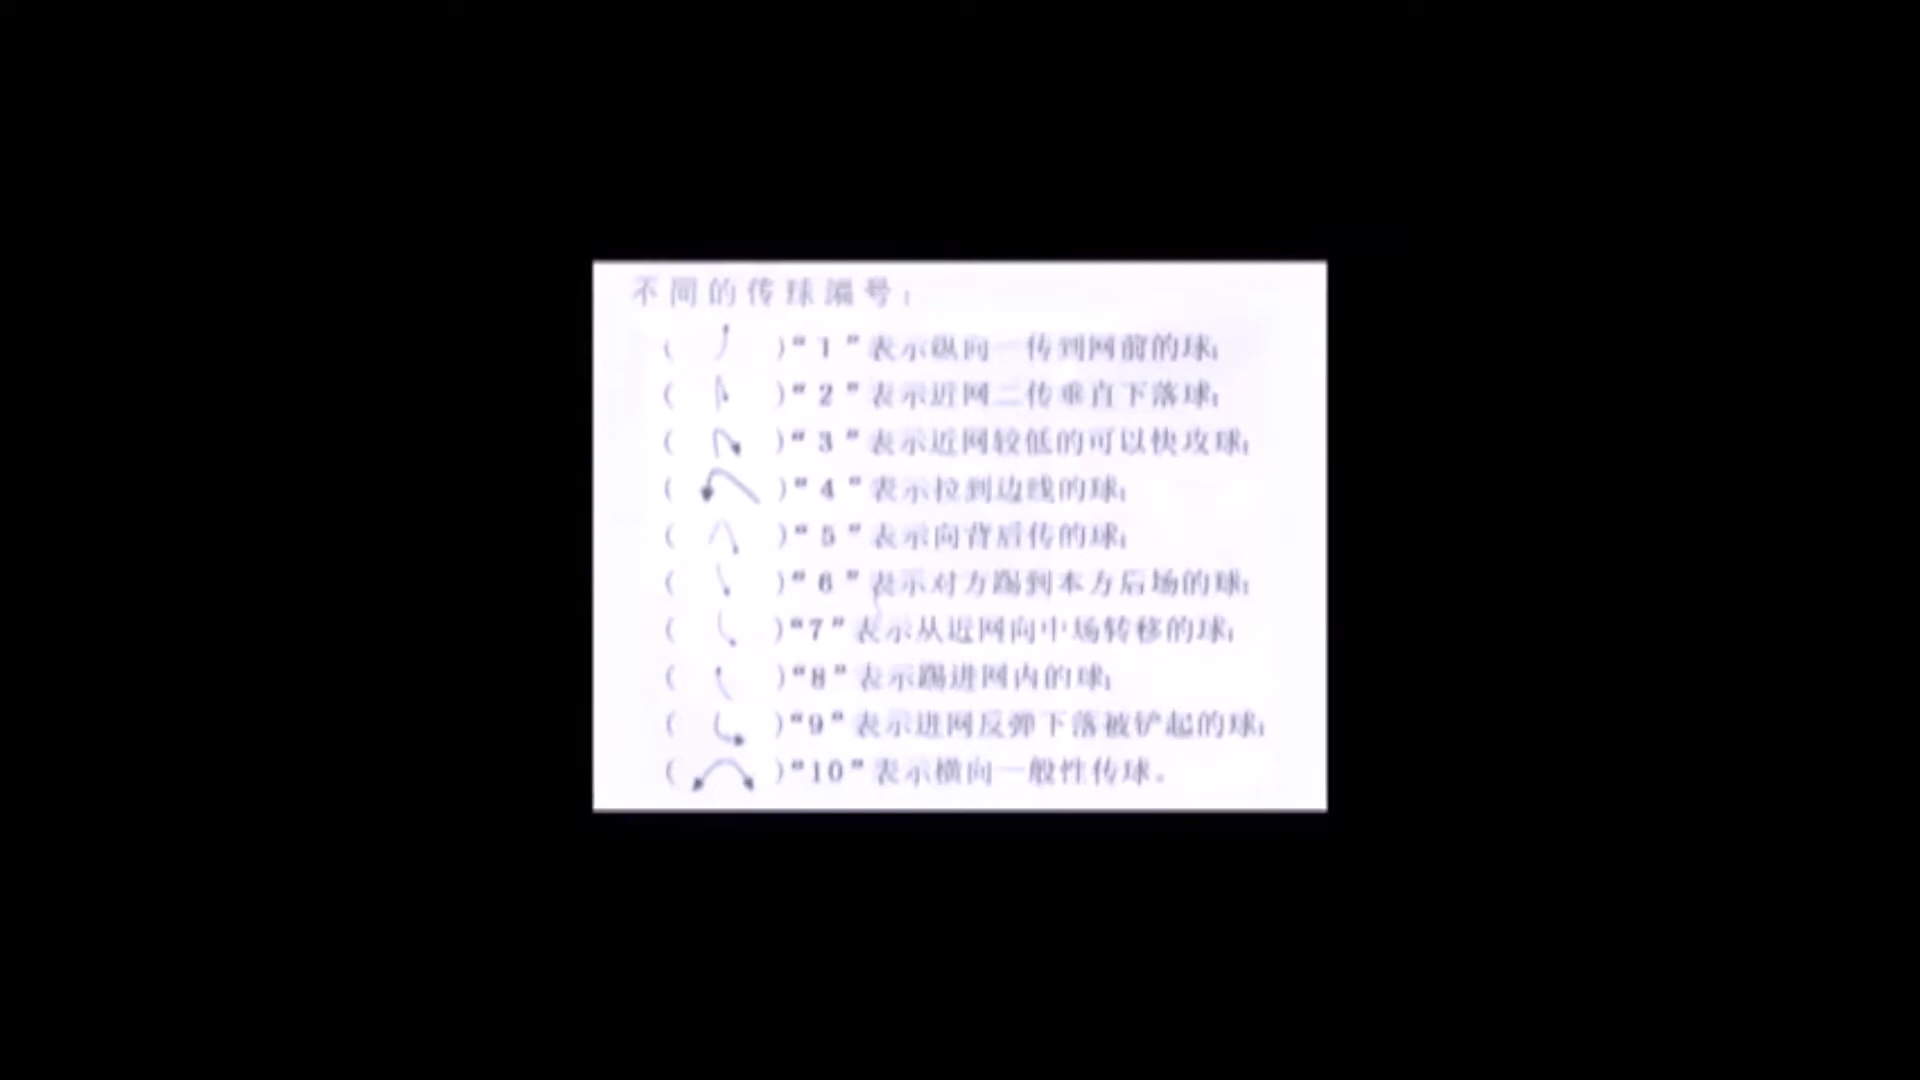 不同的传球编号：
( )“1”表示纵向一传到网前的球；
( )“2”表示近网二传垂直下落球；
( )“3”表示近网较低的可以快攻球；
( )“4”表示拉到边线的球；
( )“5”表示向背后传的球；
( )“6”表示对方踢到本方后场的球；
( )“7”表示从近网向中场转移的球；
( )“8”表示踢进网内的球；
( )“9”表示进网反弹下落被铲起的球；
( )“10”表示横向一般性传球。